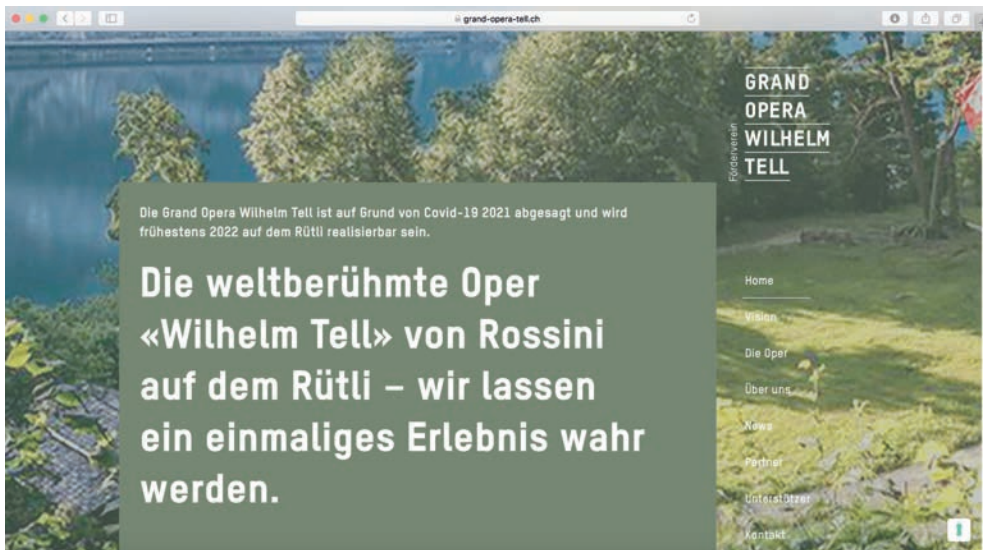 grand-opera-tell.ch
GRAND
OPERA
WILHELM
TELL
Förderverein
Die Grand Opera Wilhelm Tell ist auf Grund von Covid-19 2021 abgesagt und wird
frühestens 2022 auf dem Rütli realisierbar sein.
Die weltberühmte Oper
«Wilhelm Tell» von Rossini
auf dem Rütli – wir lassen
ein einmaliges Erlebnis wahr
werden.
Home
Vision
Die Oper
Über uns
News
Partner
Unterstützer
Kontakt